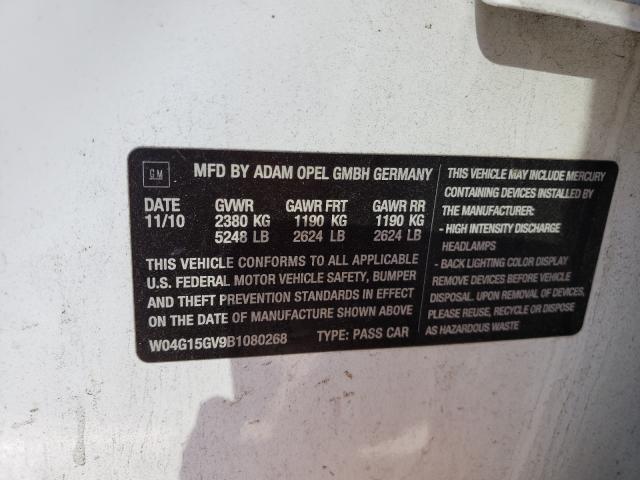 GM
MFD BY ADAM OPEL GMBH GERMANY
DATE GVWR GAWR FRT GAWR RR
11/10 2380 KG 1190 KG 1190 KG
5248 LB 2624 LB 2624 LB
THIS VEHICLE CONFORMS TO ALL APPLICABLE
U.S. FEDERAL MOTOR VEHICLE SAFETY, BUMPER
AND THEFT PREVENTION STANDARDS IN EFFECT
ON THE DATE OF MANUFACTURE SHOWN ABOVE
W04G15GV9B1080268 TYPE: PASS CAR
THIS VEHICLE MAY INCLUDE MERCURY
CONTAINING DEVICES INSTALLED BY
THE MANUFACTURER:
- HIGH INTENSITY DISCHARGE
HEADLAMPS
- BACK LIGHTING COLOR DISPLAY
REMOVE DEVICES BEFORE VEHICLE
DISPOSAL. UPON REMOVAL OF DEVICES,
PLEASE REUSE, RECYCLE OR DISPOSE
AS HAZARDOUS WASTE